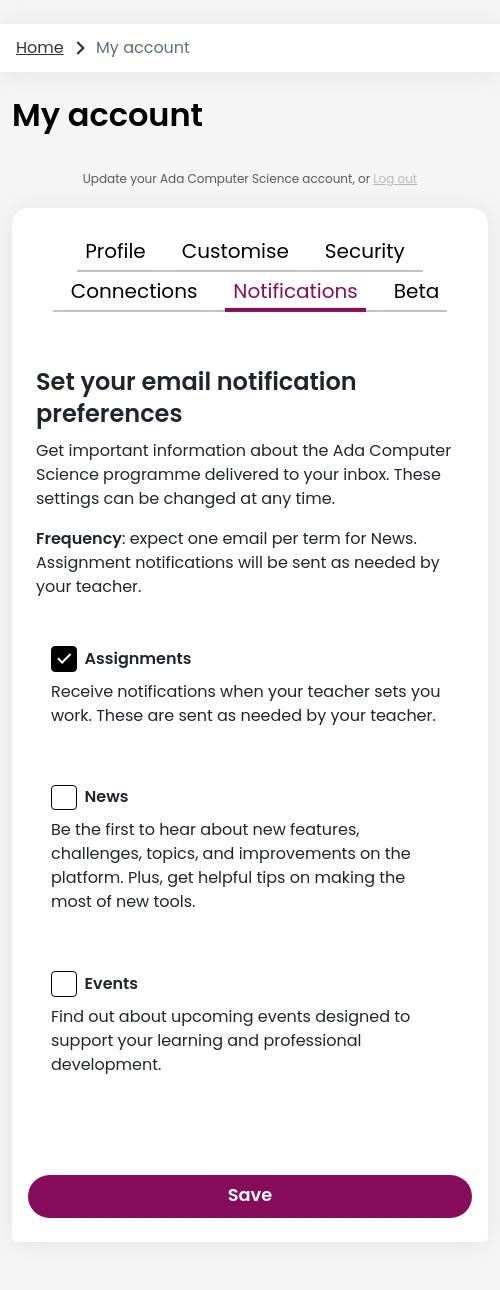 Home My account
My account
Update your Ada Computer Science account, or Log out
Profile Customise Security
Connections Notifications Beta
Set your email notification
preferences
Get important information about the Ada Computer
Science programme delivered to your inbox. These
settings can be changed at any time.
Frequency: expect one email per term for News.
Assignment notifications will be sent as needed by
your teacher.
Assignments
Receive notifications when your teacher sets you
work. These are sent as needed by your teacher.
News
Be the first to hear about new features,
challenges, topics, and improvements on the
platform. Plus, get helpful tips on making the
most of new tools.
Events
Find out about upcoming events designed to
support your learning and professional
development.
Save